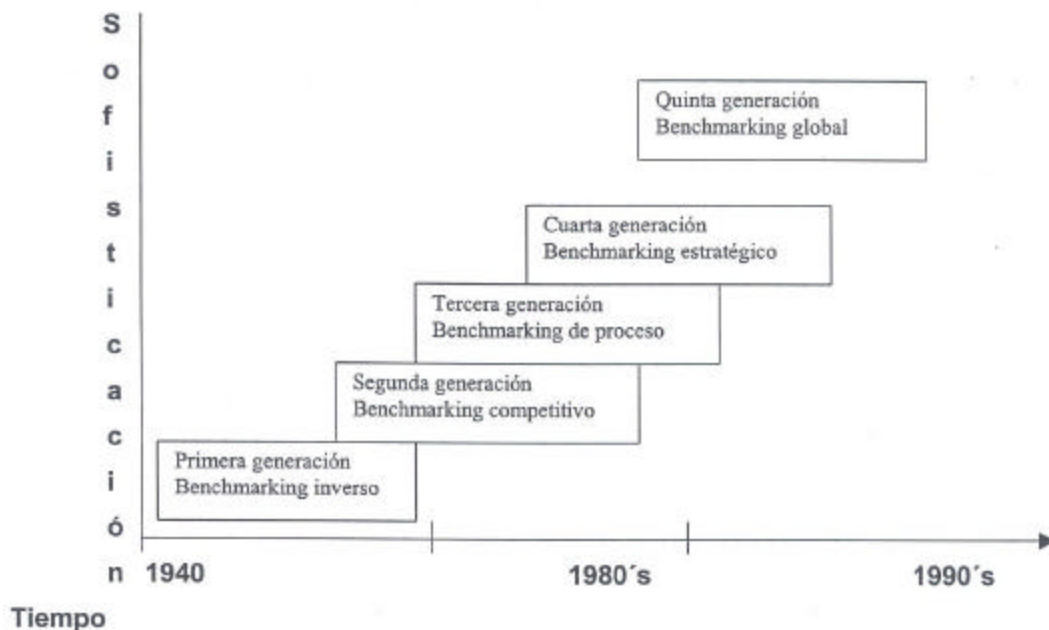 Sofisticación
Quinta generación
Benchmarking global
Cuarta generación
Benchmarking estratégico
Tercera generación
Benchmarking de proceso
Segunda generación
Benchmarking competitivo
Primera generación
Benchmarking inverso
1940 1980´s 1990´s
Tiempo